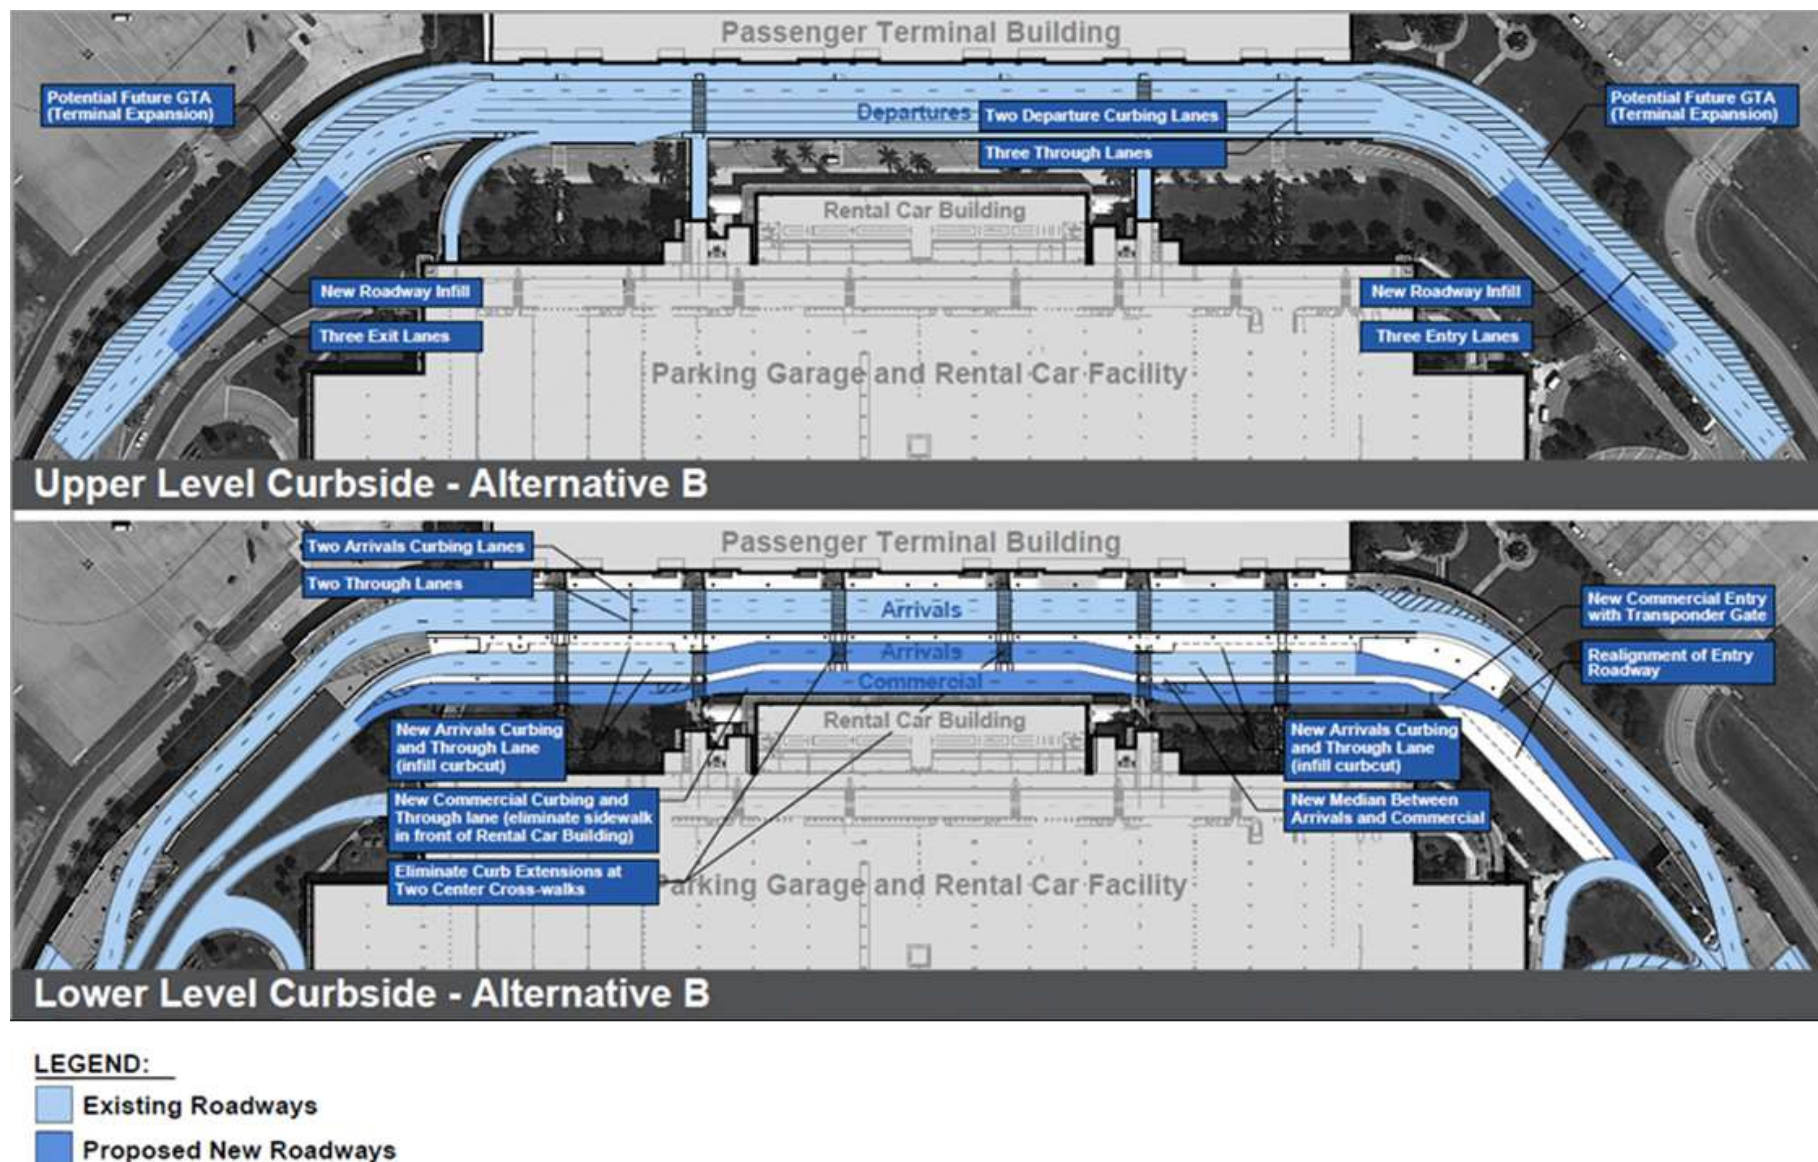 Passenger Terminal Building
Potential Future GTA
(Terminal Expansion)
Departures
Two Departure Curbing Lanes
Three Through Lanes
Potential Future GTA
(Terminal Expansion)
Rental Car Building
New Roadway Infill
Three Exit Lanes
New Roadway Infill
Three Entry Lanes
Parking Garage and Rental Car Facility
Upper Level Curbside - Alternative B
Passenger Terminal Building
Two Arrivals Curbing Lanes
Two Through Lanes
Arrivals
New Commercial Entry
with Transponder Gate
Arrivals
Realignment of Entry
Roadway
Commercial
Rental Car Building
New Arrivals Curbing
and Through Lane
(infill curbcut)
New Arrivals Curbing
and Through Lane
(infill curbcut)
New Commercial Curbing and
Through lane (eliminate sidewalk
in front of Rental Car Building)
New Median Between
Arrivals and Commercial
Eliminate Curb Extensions at
Two Center Cross-walks
Parking Garage and Rental Car Facility
Lower Level Curbside - Alternative B
LEGEND:
Existing Roadways
Proposed New Roadways